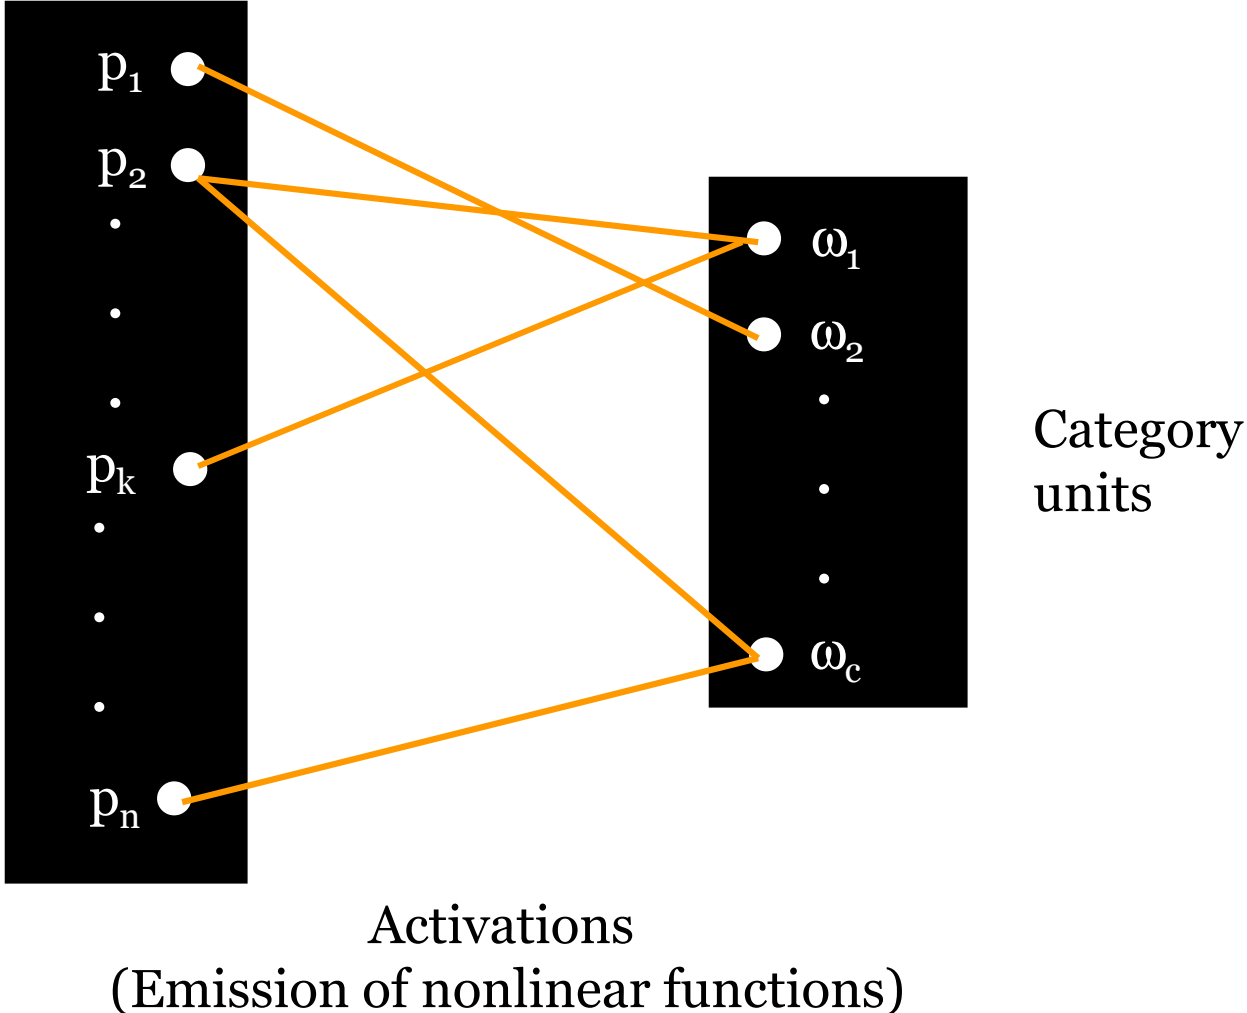 p1
p2
.
.
.
pk
.
.
.
pn
ω1
ω2
.
.
.
ωc
Category
units
Activations
(Emission of nonlinear functions)